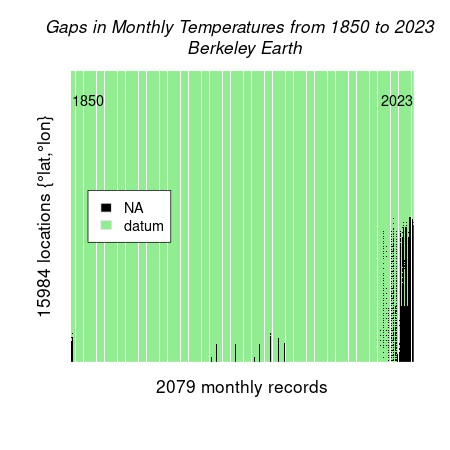 Gaps in Monthly Temperatures from 1850 to 2023
Berkeley Earth
1850
2023
15984 locations {°lat,°lon}
NA
datum
2079 monthly records